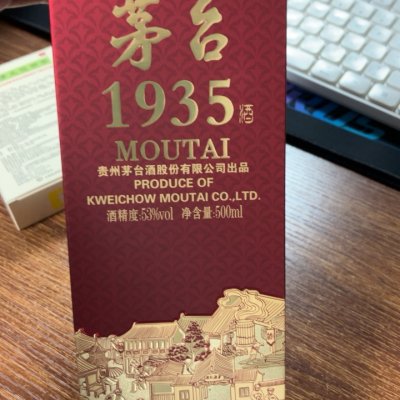 茅台
1935酒
MOUTAI
贵州茅台酒股份有限公司出品
PRODUCE OF
KWEICHOW MOUTAI CO.,LTD.
酒精度:53%vol 净含量:500ml